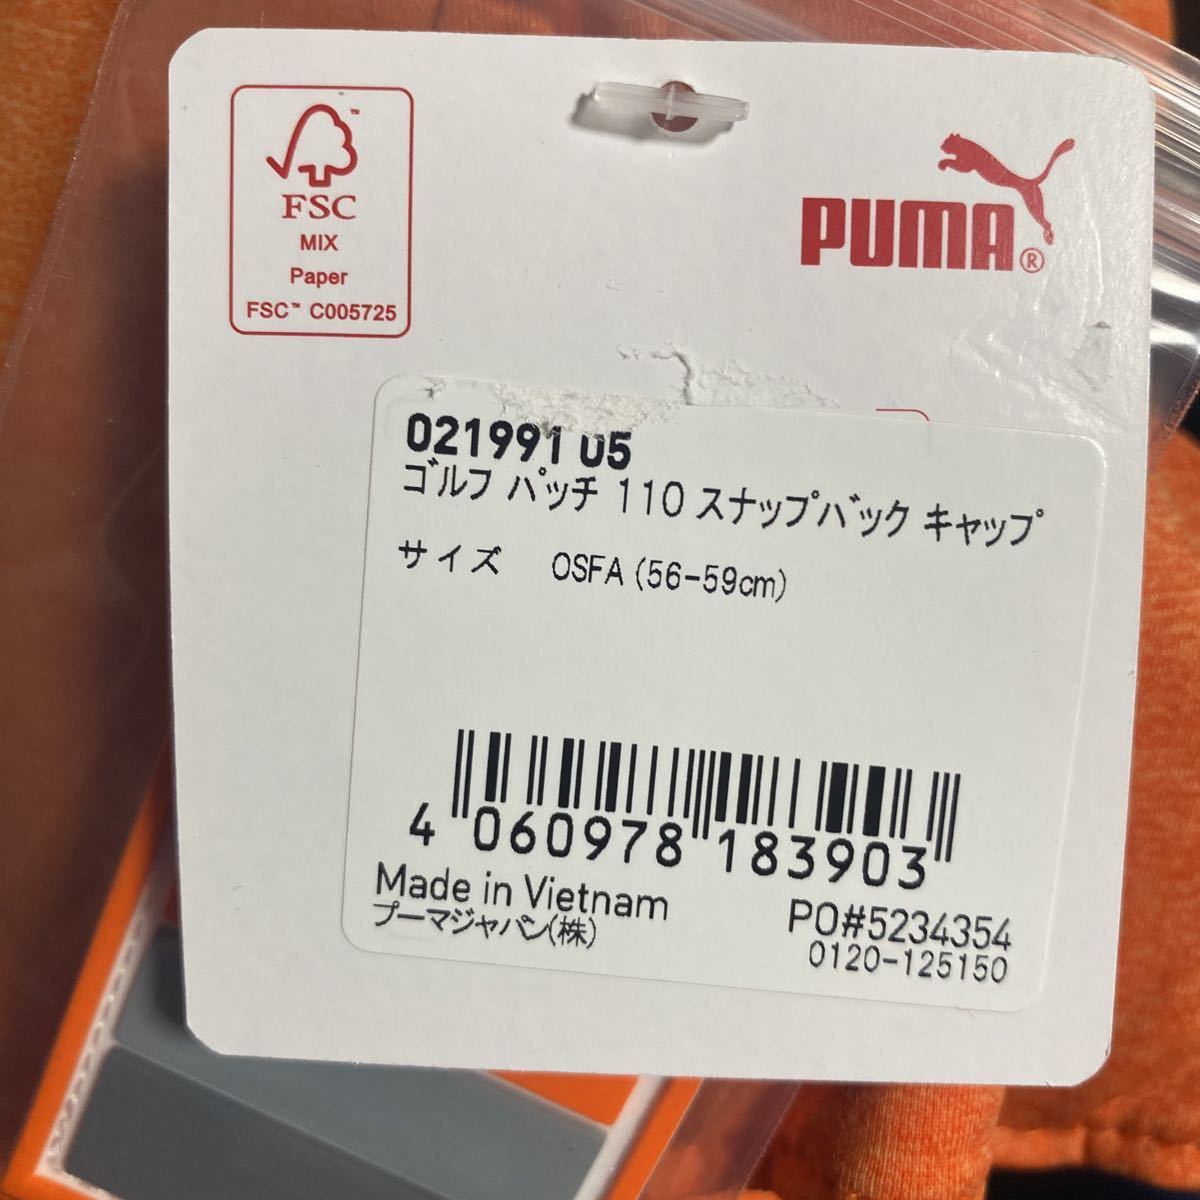 FSC™
MIX
Paper
FSC™ C005725
PUMA®
021991 05
ゴルフ パッチ 110 スナップバック キャップ
サイズ OSFA (56-59cm)
4 060978 183903
Made in Vietnam
プーマジャパン(株)
PO#5234354
0120-125150